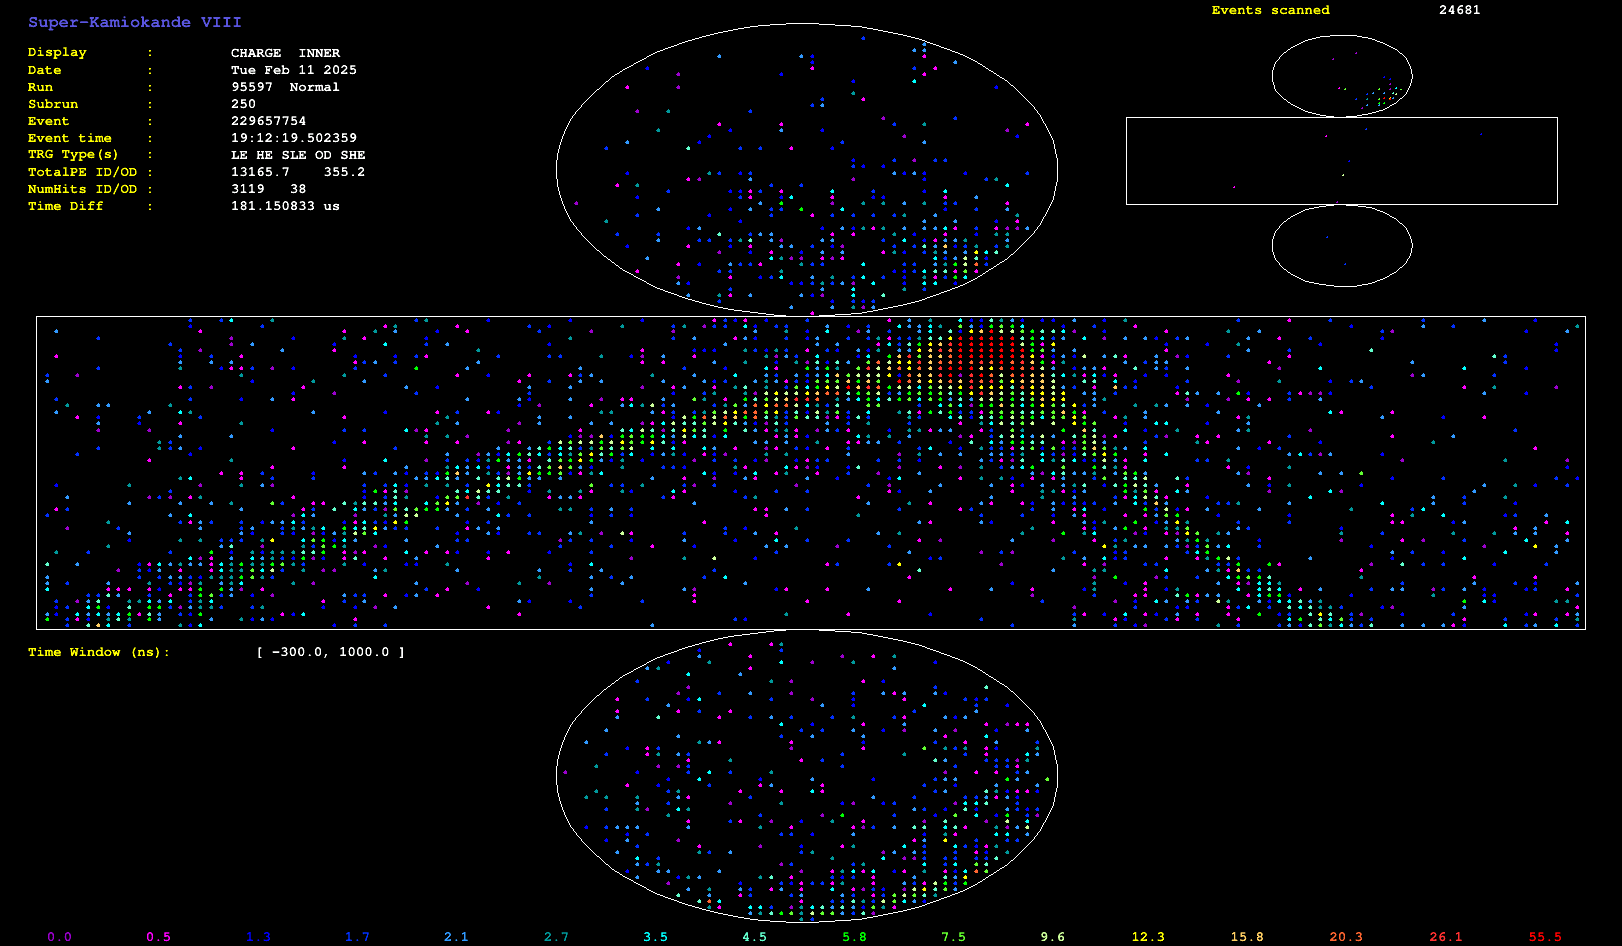 Super-Kamiokande VIII
Events scanned 24681
Display : CHARGE INNER
Date : Tue Feb 11 2025
Run : 95597 Normal
Subrun : 250
Event : 229657754
Event time : 19:12:19.502359
TRG Type(s) : LE HE SLE OD SHE
TotalPE ID/OD : 13165.7 355.2
NumHits ID/OD : 3119 38
Time Diff : 181.150833 us
Time Window (ns): [ -300.0, 1000.0 ]
0.0 0.5 1.3 1.7 2.1 2.7 3.5 4.5 5.8 7.5 9.6 12.3 15.8 20.3 26.1 55.5